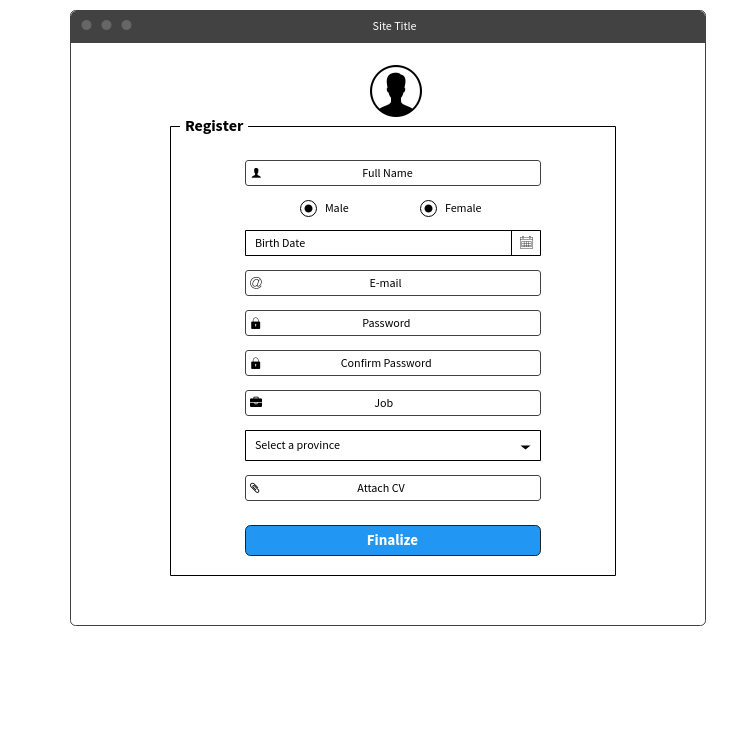 Site Title
Register
Full Name
Male Female
Birth Date
E-mail
Password
Confirm Password
Job
Select a province
Attach CV
Finalize